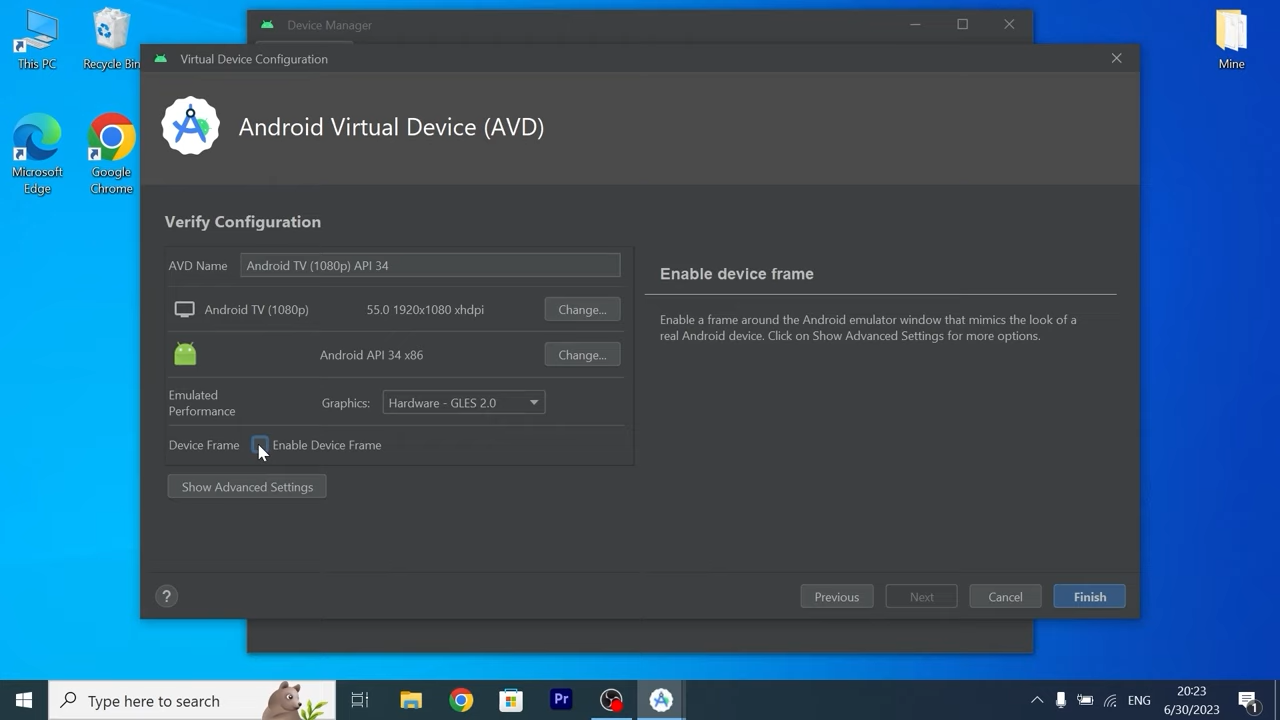 Device Manager
This PC
Recycle Bin
Mine
Virtual Device Configuration
Android Virtual Device (AVD)
Microsoft
Edge
Google
Chrome
Verify Configuration
AVD Name
Android TV (1080p) API 34
Android TV (1080p)
55.0 1920x1080 xhdpi
Change...
Android API 34 x86
Change...
Emulated
Performance
Graphics:
Hardware - GLES 2.0
Device Frame
Enable Device Frame
Show Advanced Settings
Enable device frame
Enable a frame around the Android emulator window that mimics the look of a
real Android device. Click on Show Advanced Settings for more options.
?
Previous
Next
Cancel
Finish
Type here to search
Pr
ENG
20:23
6/30/2023
1